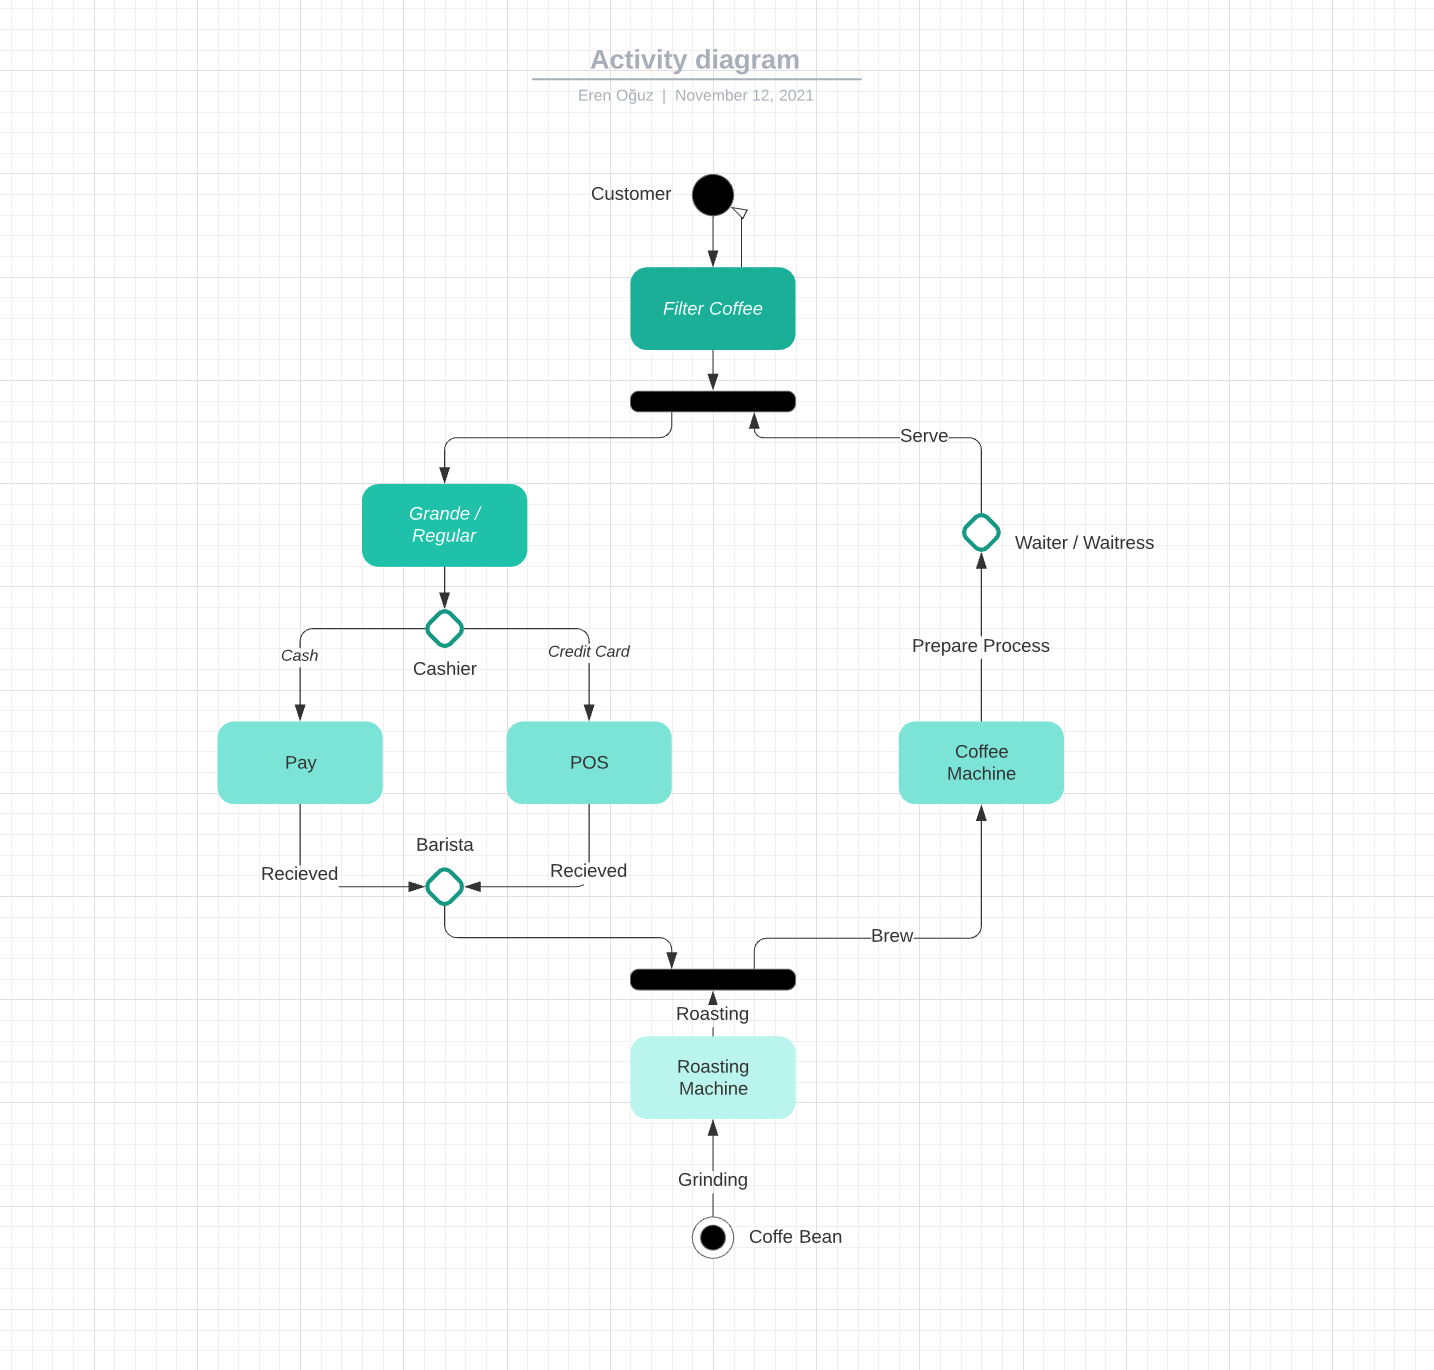 Activity diagram
Eren Oğuz | November 12, 2021
Customer
Filter Coffee
Serve
Grande /
Regular
Waiter / Waitress
Cash
Credit Card
Cashier
Prepare Process
Pay
POS
Coffee
Machine
Barista
Recieved
Recieved
Brew
Roasting
Roasting
Machine
Grinding
Coffe Bean